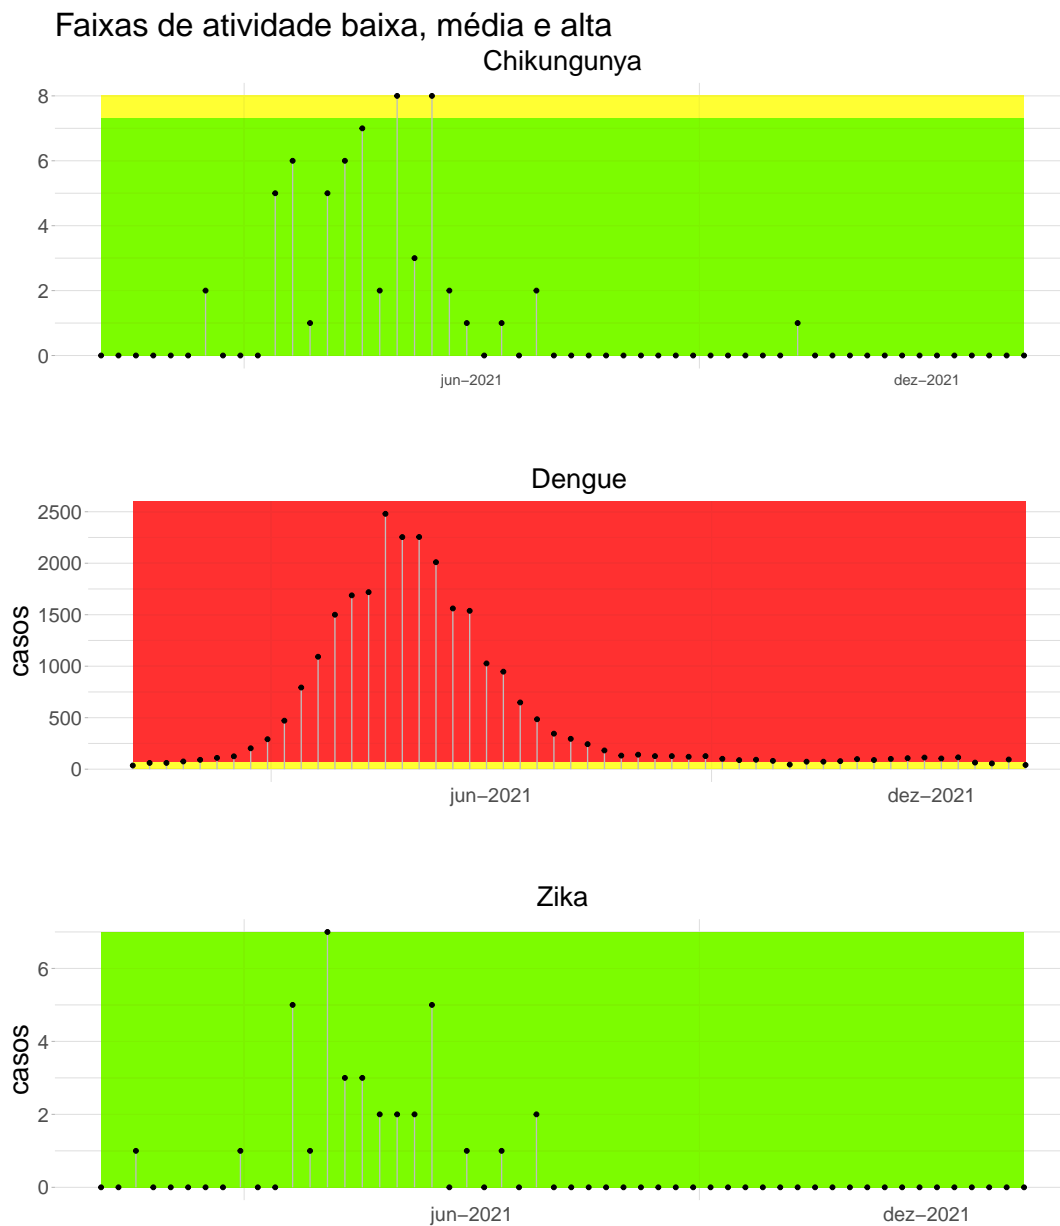 Faixas de atividade baixa, média e alta
Chikungunya
8
6
4
2
0
jun−2021 dez−2021
Dengue
casos
2500
2000
1500
1000
500
0
jun−2021 dez−2021
Zika
casos
6
4
2
0
jun−2021 dez−2021